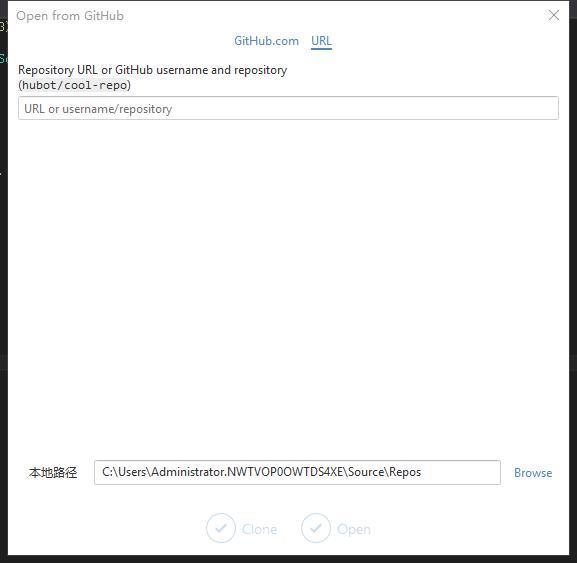 Open from GitHub
GitHub.com URL
Repository URL or GitHub username and repository
(hubot/cool-repo)
URL or username/repository
本地路径 C:\Users\Administrator.NWTVOP0OWTDS4XE\Source\Repos Browse
Clone Open